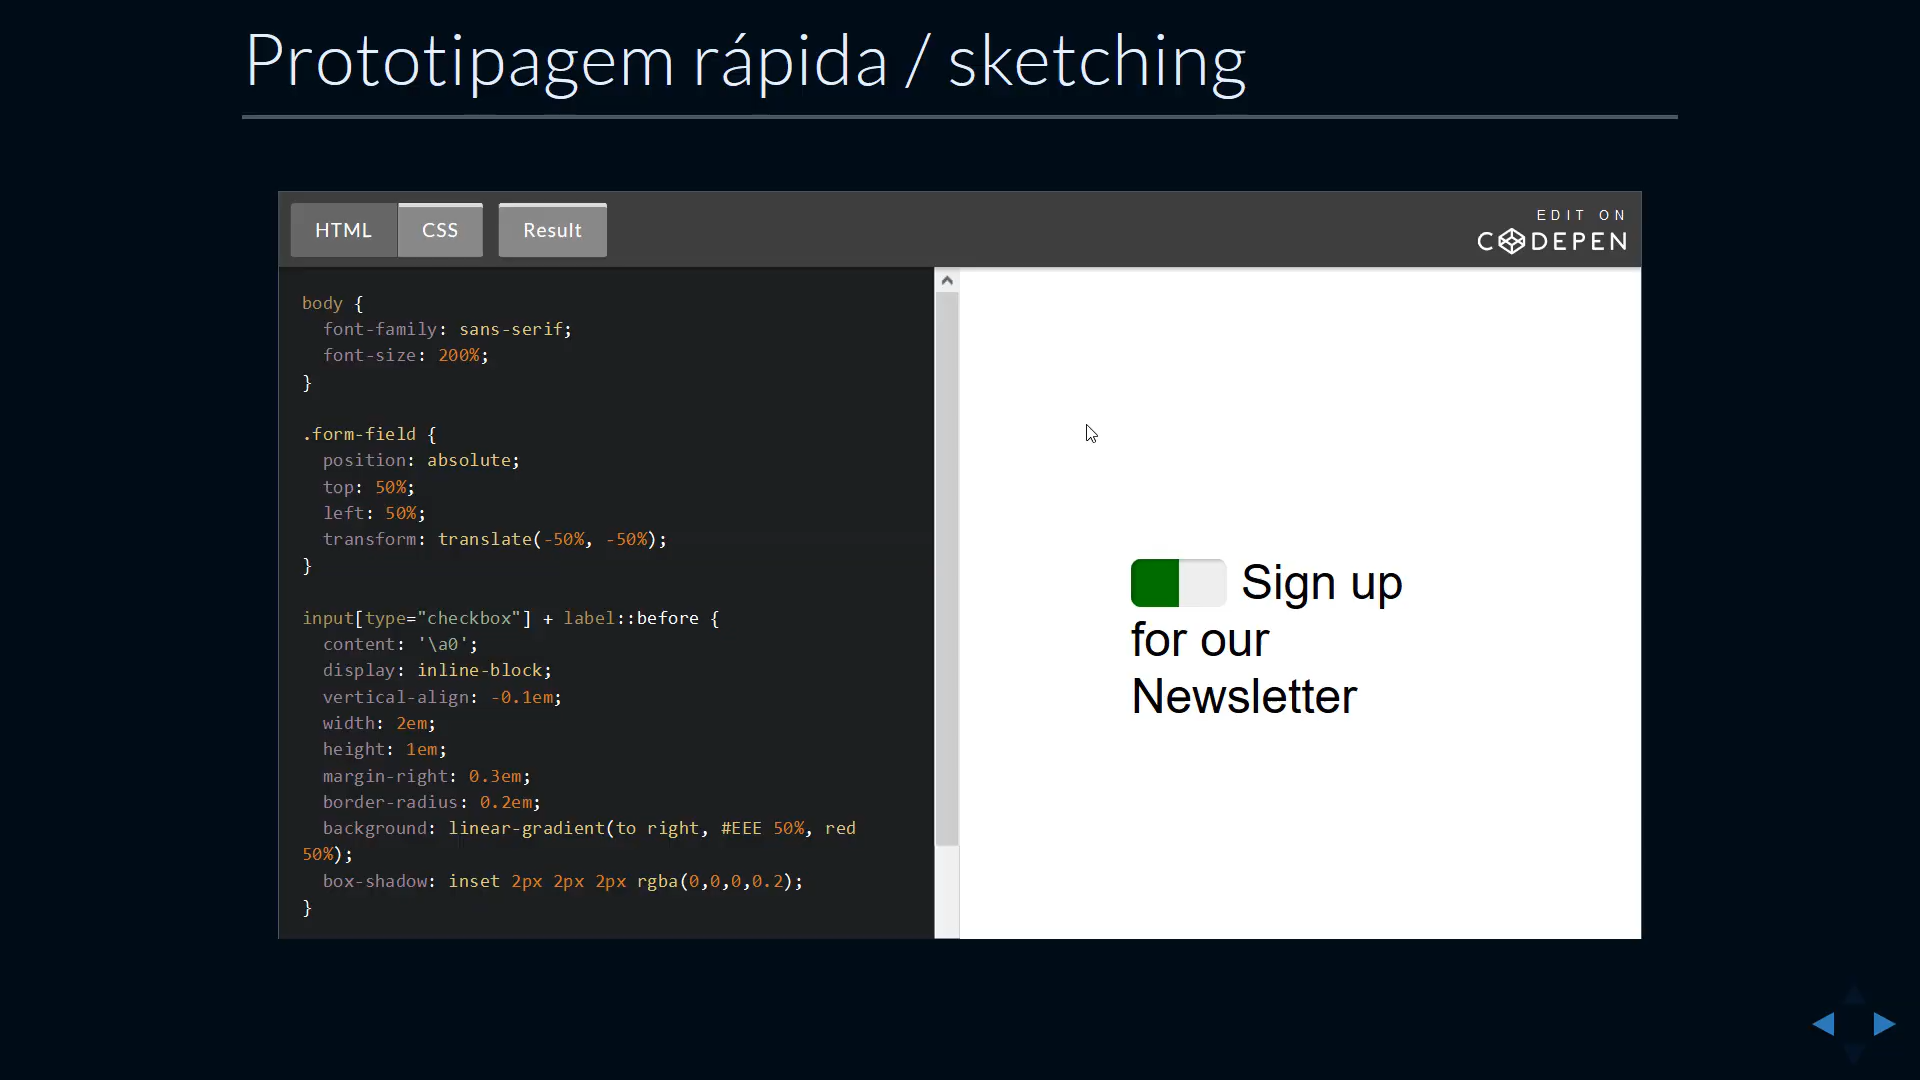 Prototipagem rápida / sketching
HTML
CSS
Result
EDIT ON
CODEPEN
body {
  font-family: sans-serif;
  font-size: 200%;
}
.form-field {
  position: absolute;
  top: 50%;
  left: 50%;
  transform: translate(-50%, -50%);
}
input[type="checkbox"] + label::before {
  content: '\a0';
  display: inline-block;
  vertical-align: -0.1em;
  width: 2em;
  height: 1em;
  margin-right: 0.3em;
  border-radius: 0.2em;
  background: linear-gradient(to right, #EEE 50%, red
50%);
  box-shadow: inset 2px 2px 2px rgba(0,0,0,0.2);
}
Sign up
for our
Newsletter